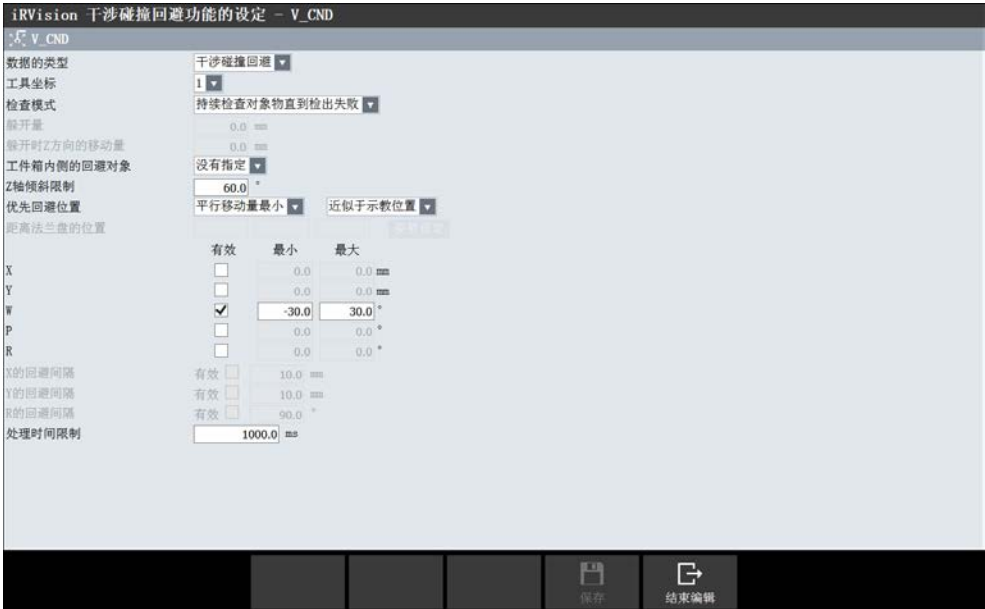 iRVision 干涉碰撞回避功能的设定 - V_CND
V_CND
数据的类型 干涉碰撞回避
工具坐标 1
检查模式 持续检查对象物直到检出失败
躲开量 0.0 mm
躲开时Z方向的移动量 0.0 mm
工件箱内侧的回避对象 没有指定
Z轴倾斜限制 60.0 °
优先回避位置 平行移动量最小 近似于示教位置
距离法兰盘的位置
有效 最小 最大
X 0.0 0.0 mm
Y 0.0 0.0 mm
W -30.0 30.0 °
P 0.0 0.0 °
R 0.0 0.0 °
X的回避间隔 有效 10.0 mm
Y的回避间隔 有效 10.0 mm
R的回避间隔 有效 90.0 °
处理时间限制 1000.0 ms
保存 结束编辑